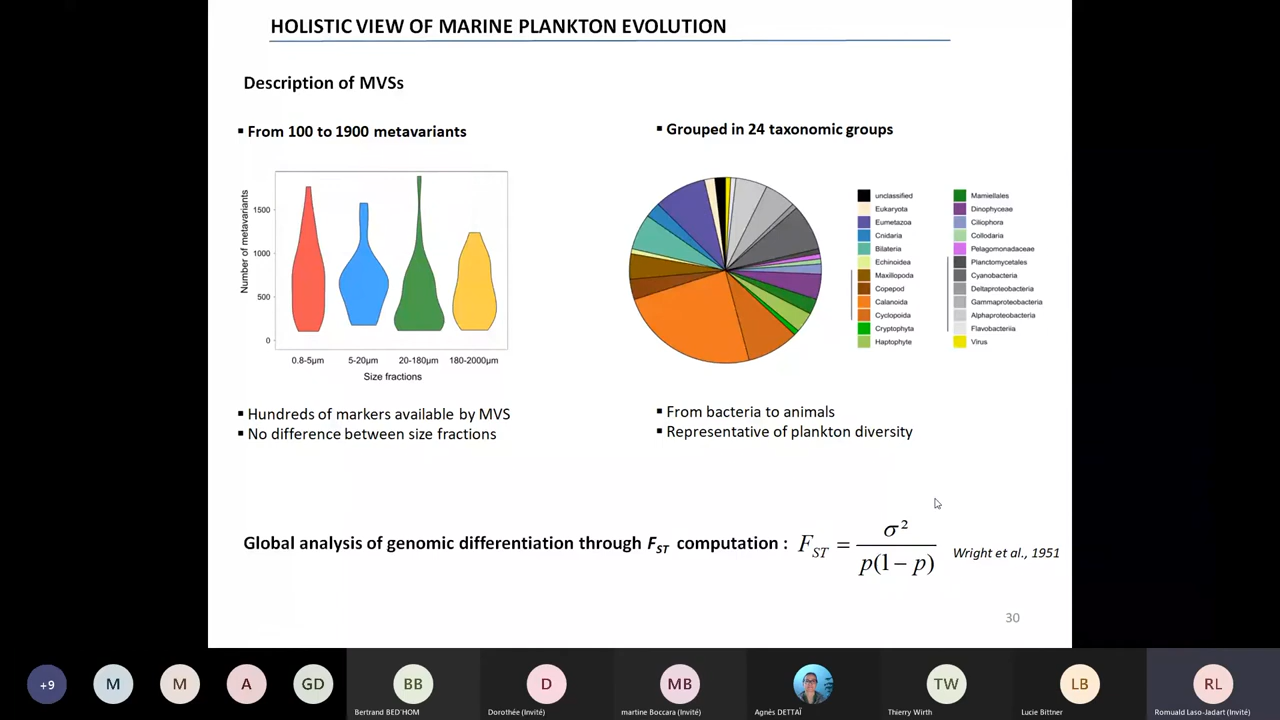 HOLISTIC VIEW OF MARINE PLANKTON EVOLUTION
Description of MVSs
▪ From 100 to 1900 metavariants
Number of metavariants
1500
1000
500
0
0.8-5µm
5-20µm
20-180µm
180-2000µm
Size fractions
▪ Hundreds of markers available by MVS
▪ No difference between size fractions
▪ Grouped in 24 taxonomic groups
unclassified
Eukaryota
Eumetazoa
Cnidaria
Bilateria
Echinoidea
Maxillopoda
Copepod
Calanoida
Cyclopoida
Cryptophyta
Haptophyte
Mamiellales
Dinophyceae
Ciliophora
Collodaria
Pelagomonadaceae
Planctomycetales
Cyanobacteria
Deltaproteobacteria
Gammaproteobacteria
Alphaproteobacteria
Flavobacteriia
Virus
▪ From bacteria to animals
▪ Representative of plankton diversity
Global analysis of genomic differentiation through FST computation : FST = σ² / p(1 − p)
Wright et al., 1951
30
+9
M
M
A
GD
BB
D
MB
TW
LB
RL
Bertrand BED'HOM
Dorothée (Invité)
martine Boccara (Invité)
Agnés DETTAÏ
Thierry Wirth
Lucie Bittner
Romuald Laso-Jadart (Invité)